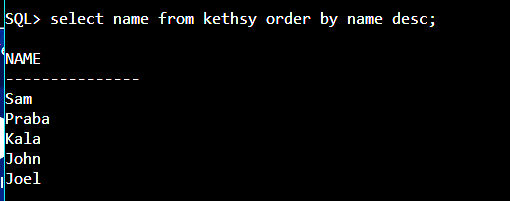 SQL> select name from kethsy order by name desc;
NAME
---------------
Sam
Praba
Kala
John
Joel